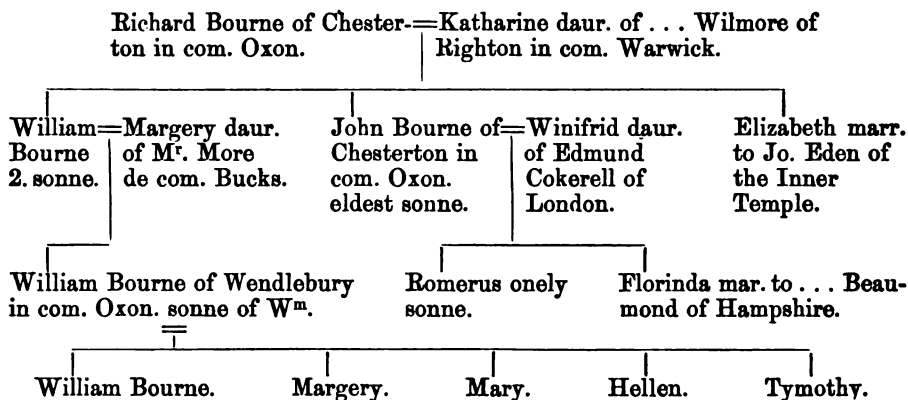 Richard Bourne of Chester-=Katharine daur. of . . . Wilmore of
ton in com. Oxon. Righton in com. Warwick.
William=Margery daur.
Bourne of Mʳ. More
2. sonne. de com. Bucks.
John Bourne of=Winifrid daur.
Chesterton in of Edmund
com. Oxon. Cokerell of
eldest sonne. London.
Elizabeth marr.
to Jo. Eden of
the Inner
Temple.
William Bourne of Wendlebury
in com. Oxon. sonne of Wᵐ.
=
Romerus onely
sonne.
Florinda mar. to . . . Beau-
mond of Hampshire.
William Bourne. Margery. Mary. Hellen. Tymothy.